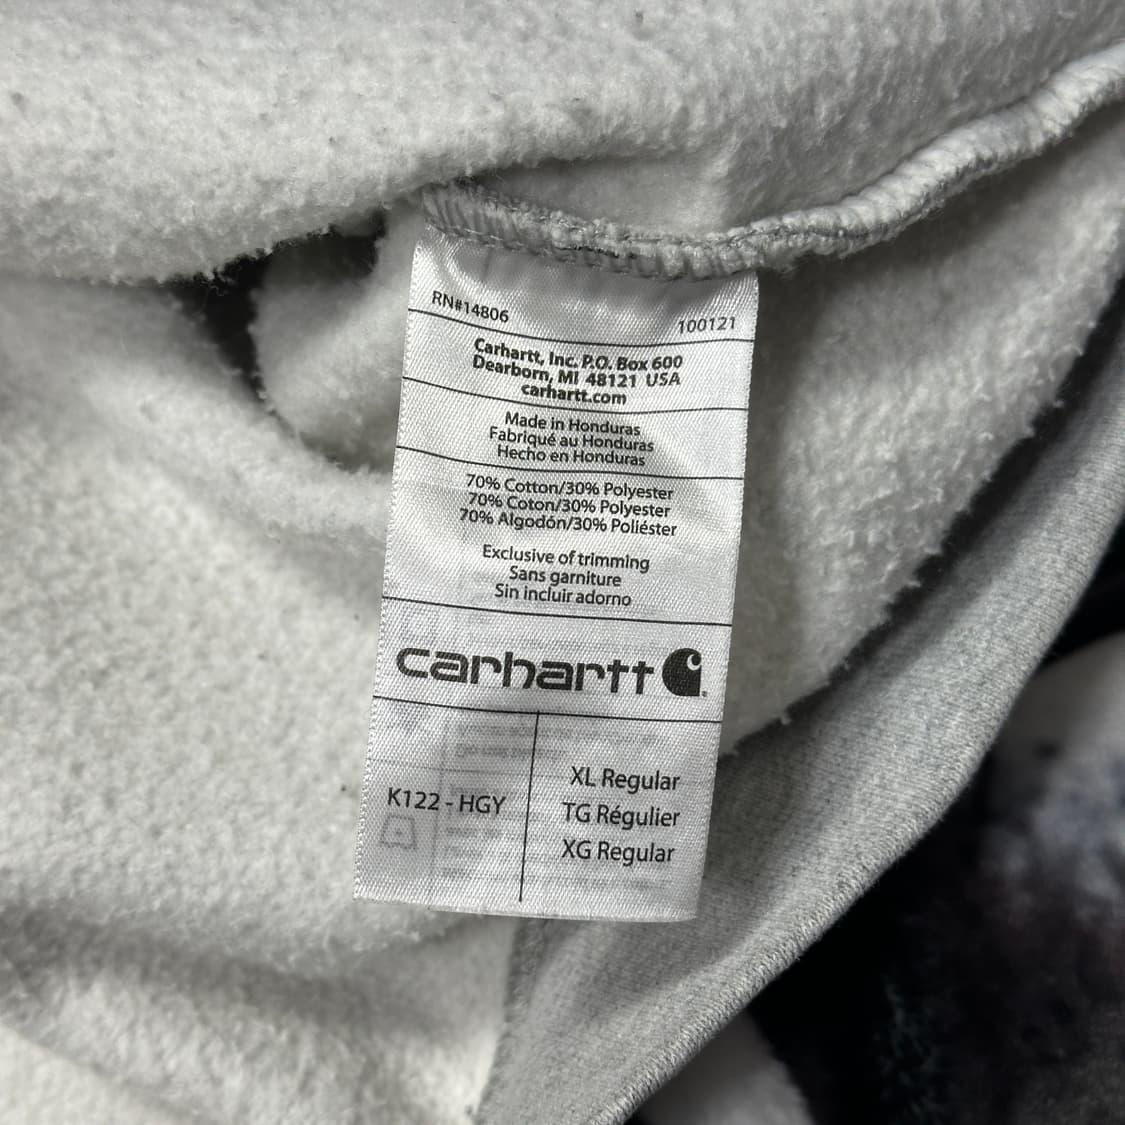 RN#14806
100121
Carhartt, Inc. P.O. Box 600
Dearborn, MI 48121 USA
carhartt.com
Made in Honduras
Fabriqué au Honduras
Hecho en Honduras
70% Cotton/30% Polyester
70% Coton/30% Polyester
70% Algodón/30% Poliéster
Exclusive of trimming
Sans garniture
Sin incluir adorno
carhartt
K122 - HGY
XL Regular
TG Régulier
XG Regular